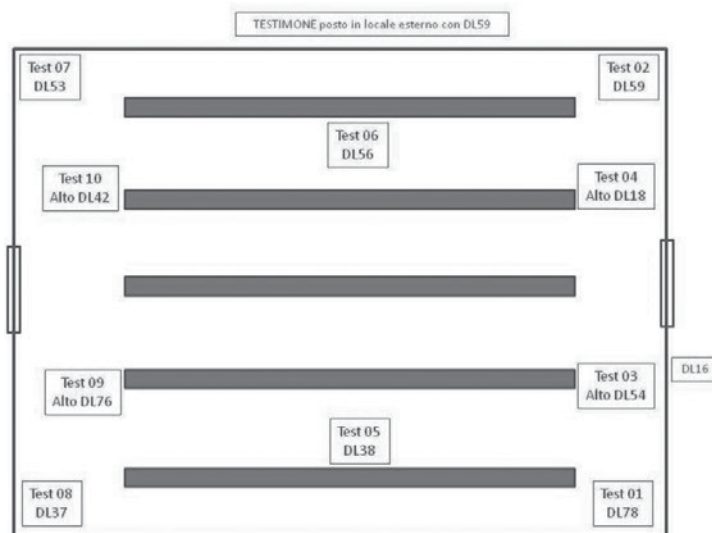 TESTIMONE posto in locale esterno con DL59
Test 07
DL53
Test 02
DL59
Test 06
DL56
Test 10
Alto DL42
Test 04
Alto DL18
Test 09
Alto DL76
Test 03
Alto DL54
DL16
Test 05
DL38
Test 08
DL37
Test 01
DL78